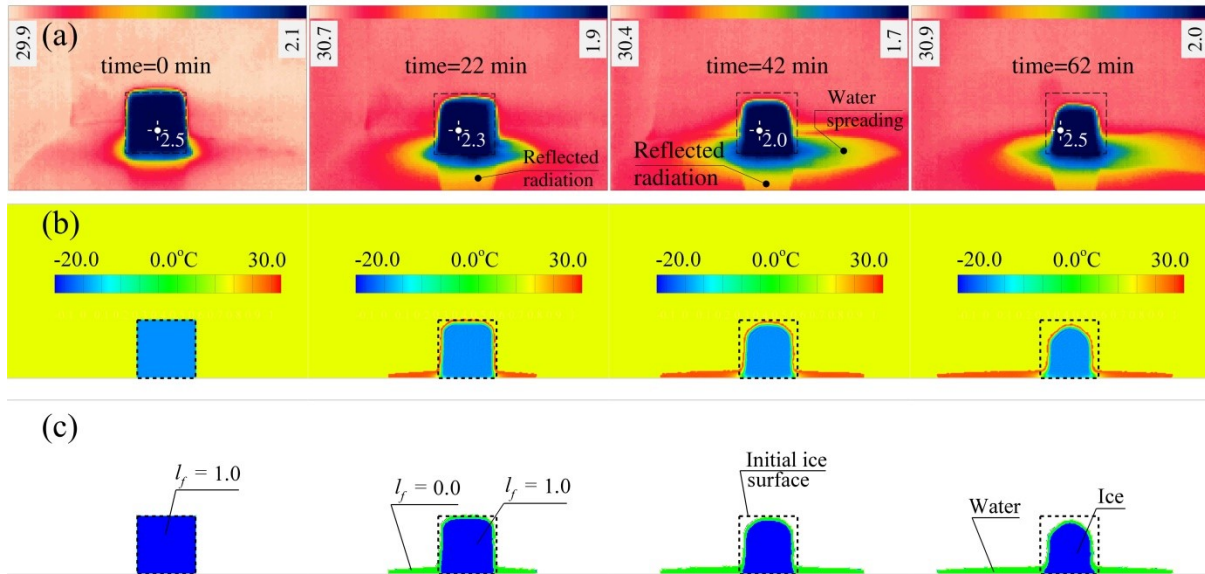 (a)
29.9
2.1
time=0 min
2.5
30.7
1.9
time=22 min
2.3
Reflected
radiation
30.4
1.7
time=42 min
Water
spreading
2.0
Reflected
radiation
30.9
2.0
time=62 min
2.5
(b)
-20.0 0.0°C 30.0
-20.0 0.0°C 30.0
-20.0 0.0°C 30.0
-20.0 0.0°C 30.0
(c)
lf = 1.0
lf = 0.0
lf = 1.0
Initial ice
surface
Water
Ice